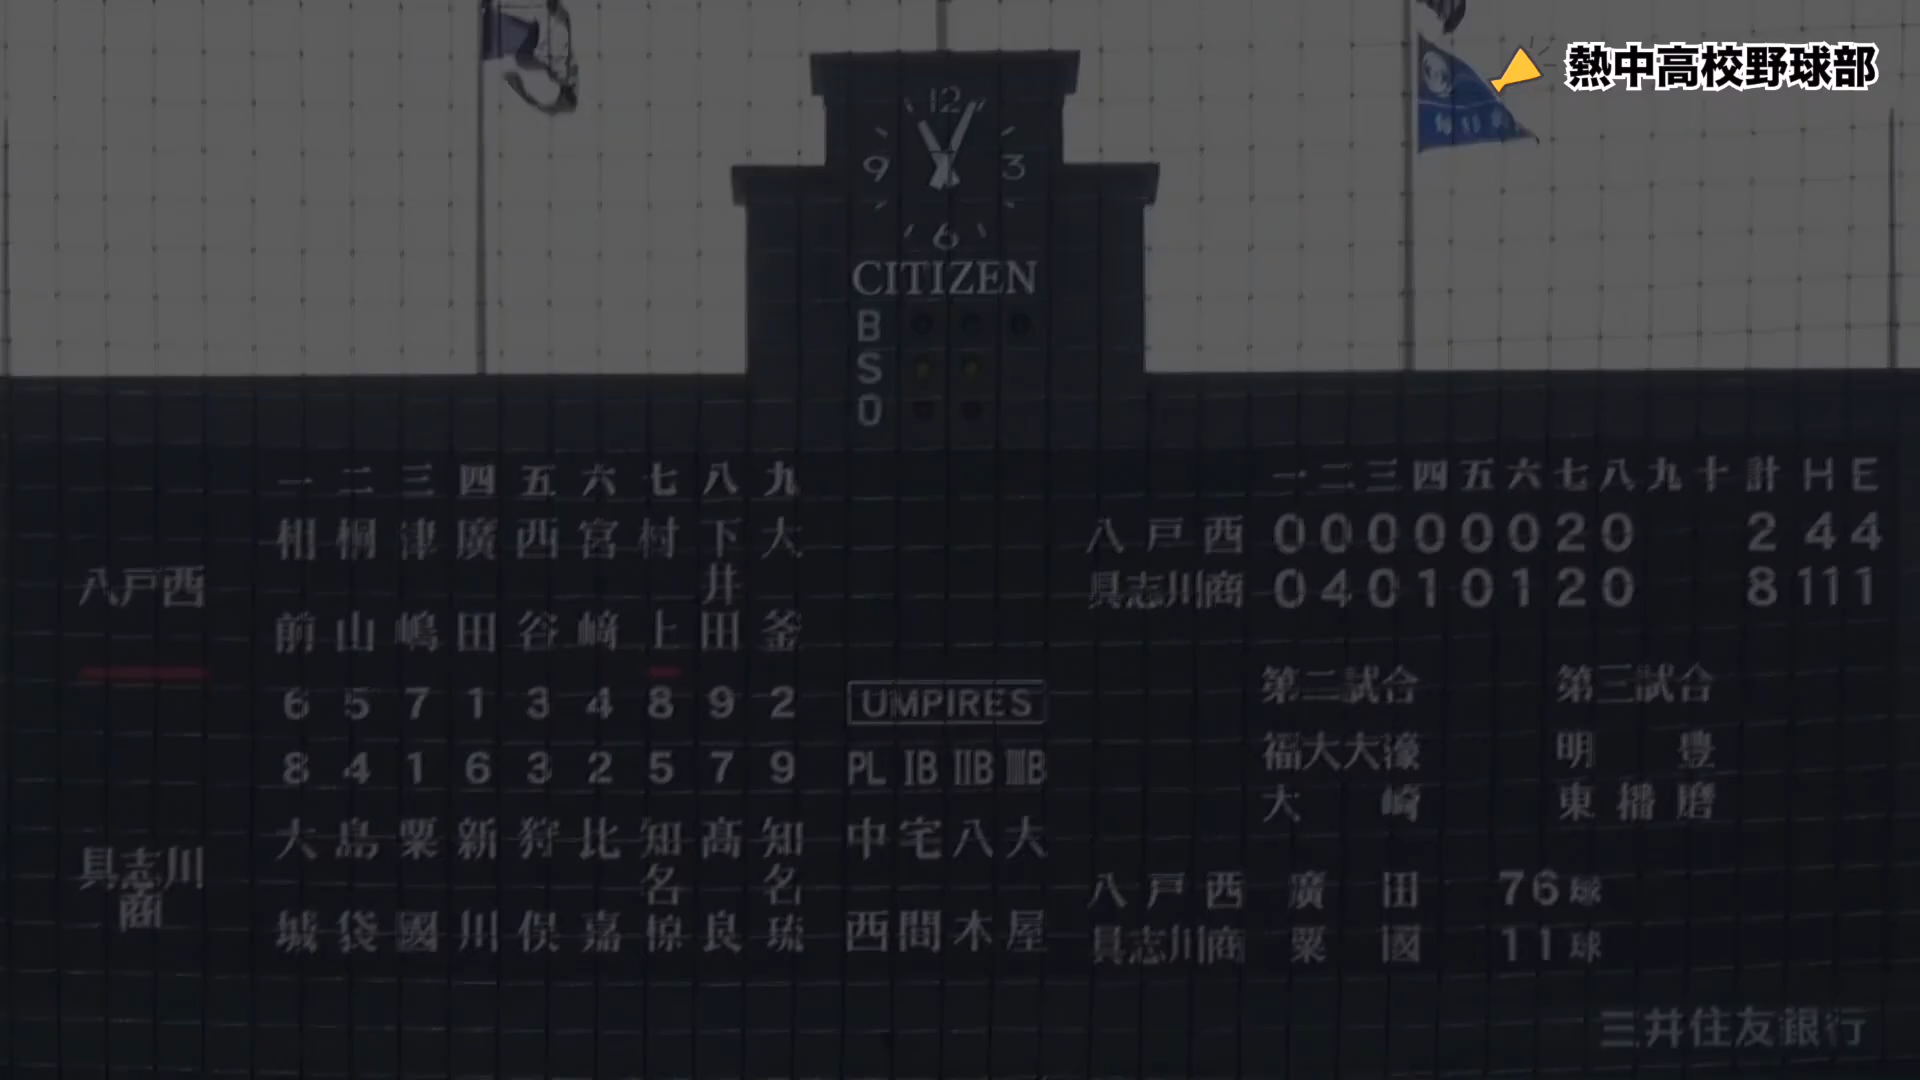 熱中高校野球部
12
9 3
6
CITIZEN
B
S
O
一 二 三 四 五 六 七 八 九
八戸西
相前 桐山 津嶋 廣田 西谷 宮﨑 村上 下井田 大釜
6 5 7 1 3 4 8 9 2
8 4 1 6 3 2 5 7 9
具志川商
大城 島袋 粟國 新川 狩俣 比嘉 知名椋 髙良 知名琉
UMPIRES
PL IB IIB IIIB
中西 宅間 八木 大屋
一 二 三 四 五 六 七 八 九 十 計 H E
八戸西 0 0 0 0 0 0 2 0 2 4 4
具志川商 0 4 0 1 0 1 2 0 8 11 1
第二試合 第三試合
福大大濠 明豊
大崎 東播磨
八戸西 廣田 76球
具志川商 粟國 11球
三井住友銀行